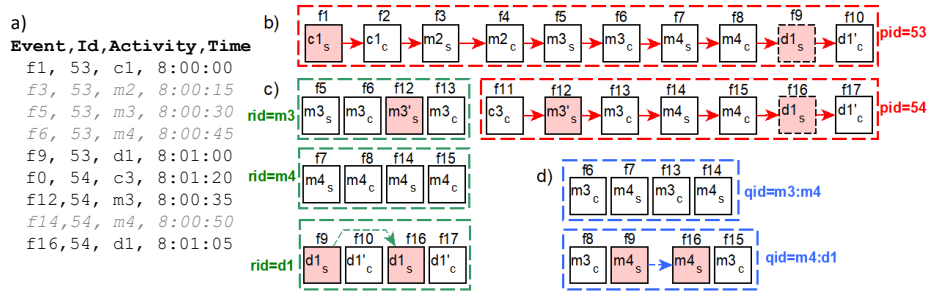 a)
Event,Id,Activity,Time
f1, 53, c1, 8:00:00
f3, 53, m2, 8:00:15
f5, 53, m3, 8:00:30
f6, 53, m4, 8:00:45
f9, 53, d1, 8:01:00
f0, 54, c3, 8:01:20
f12,54, m3, 8:00:35
f14,54, m4, 8:00:50
f16,54, d1, 8:01:05
b)
f1 f2 f3 f4 f5 f6 f7 f8 f9 f10
c1s c1c m2s m2c m3s m3c m4s m4c d1s d1'c
pid=53
c)
f5 f6 f12 f13
rid=m3
m3s m3c m3's m3c
f11 f12 f13 f14 f15 f16 f17
c3c m3's m3c m4s m4c d1s d1'c
pid=54
f7 f8 f14 f15
m4s m4c m4s m4c
rid=m4
f9 f10 f16 f17
d1s d1'c d1s d1'c
rid=d1
d)
f6 f7 f13 f14
m3c m4s m3c m4s
qid=m3:m4
f8 f9 f16 f15
m3c m4s m4s m3c
qid=m4:d1